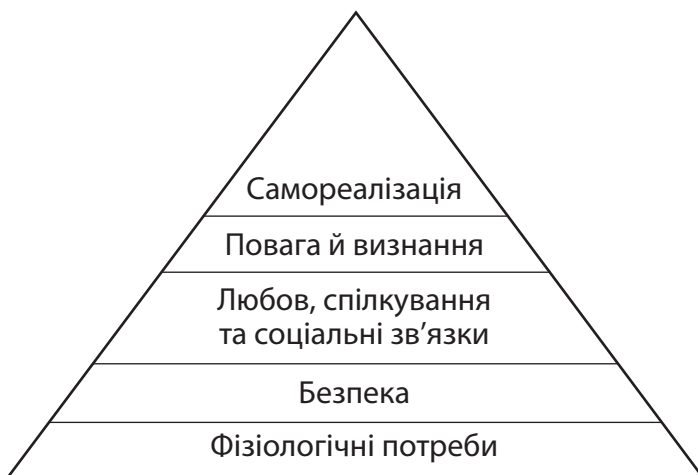 Самореалізація
Повага й визнання
Любов, спілкування
та соціальні зв’язки
Безпека
Фізіологічні потреби